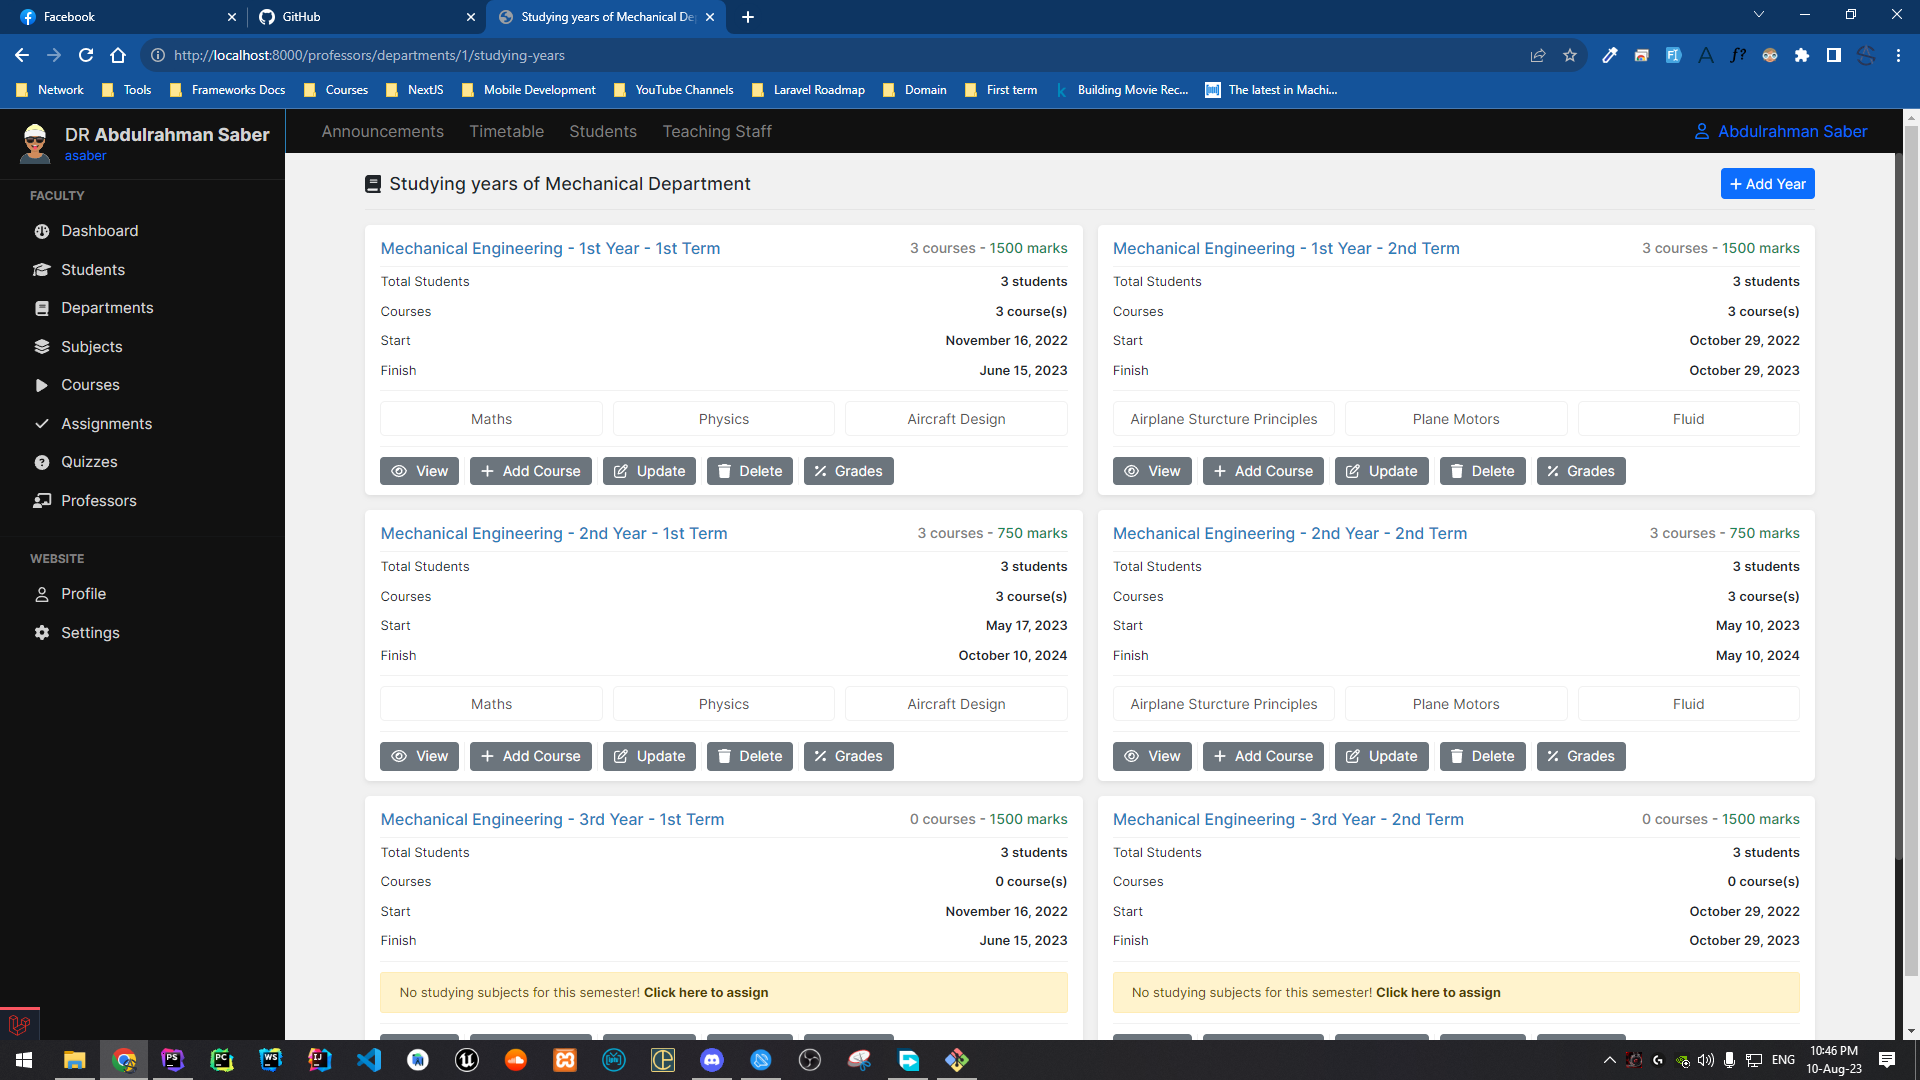 Facebook
GitHub
Studying years of Mechanical De
http://localhost:8000/professors/departments/1/studying-years
Network
Tools
Frameworks Docs
Courses
NextJS
Mobile Development
YouTube Channels
Laravel Roadmap
Domain
First term
Building Movie Rec...
The latest in Machi...
DR Abdulrahman Saber
asaber
Announcements
Timetable
Students
Teaching Staff
Abdulrahman Saber
FACULTY
Dashboard
Students
Departments
Subjects
Courses
Assignments
Quizzes
Professors
WEBSITE
Profile
Settings
Studying years of Mechanical Department
+ Add Year
Mechanical Engineering - 1st Year - 1st Term
3 courses - 1500 marks
Total Students
3 students
Courses
3 course(s)
Start
November 16, 2022
Finish
June 15, 2023
Maths
Physics
Aircraft Design
View
Add Course
Update
Delete
Grades
Mechanical Engineering - 1st Year - 2nd Term
3 courses - 1500 marks
Total Students
3 students
Courses
3 course(s)
Start
October 29, 2022
Finish
October 29, 2023
Airplane Sturcture Principles
Plane Motors
Fluid
View
Add Course
Update
Delete
Grades
Mechanical Engineering - 2nd Year - 1st Term
3 courses - 750 marks
Total Students
3 students
Courses
3 course(s)
Start
May 17, 2023
Finish
October 10, 2024
Maths
Physics
Aircraft Design
View
Add Course
Update
Delete
Grades
Mechanical Engineering - 2nd Year - 2nd Term
3 courses - 750 marks
Total Students
3 students
Courses
3 course(s)
Start
May 10, 2023
Finish
May 10, 2024
Airplane Sturcture Principles
Plane Motors
Fluid
View
Add Course
Update
Delete
Grades
Mechanical Engineering - 3rd Year - 1st Term
0 courses - 1500 marks
Total Students
3 students
Courses
0 course(s)
Start
November 16, 2022
Finish
June 15, 2023
No studying subjects for this semester! Click here to assign
Mechanical Engineering - 3rd Year - 2nd Term
0 courses - 1500 marks
Total Students
3 students
Courses
0 course(s)
Start
October 29, 2022
Finish
October 29, 2023
No studying subjects for this semester! Click here to assign
PS
PC
WS
IJ
ENG
10:46 PM
10-Aug-23